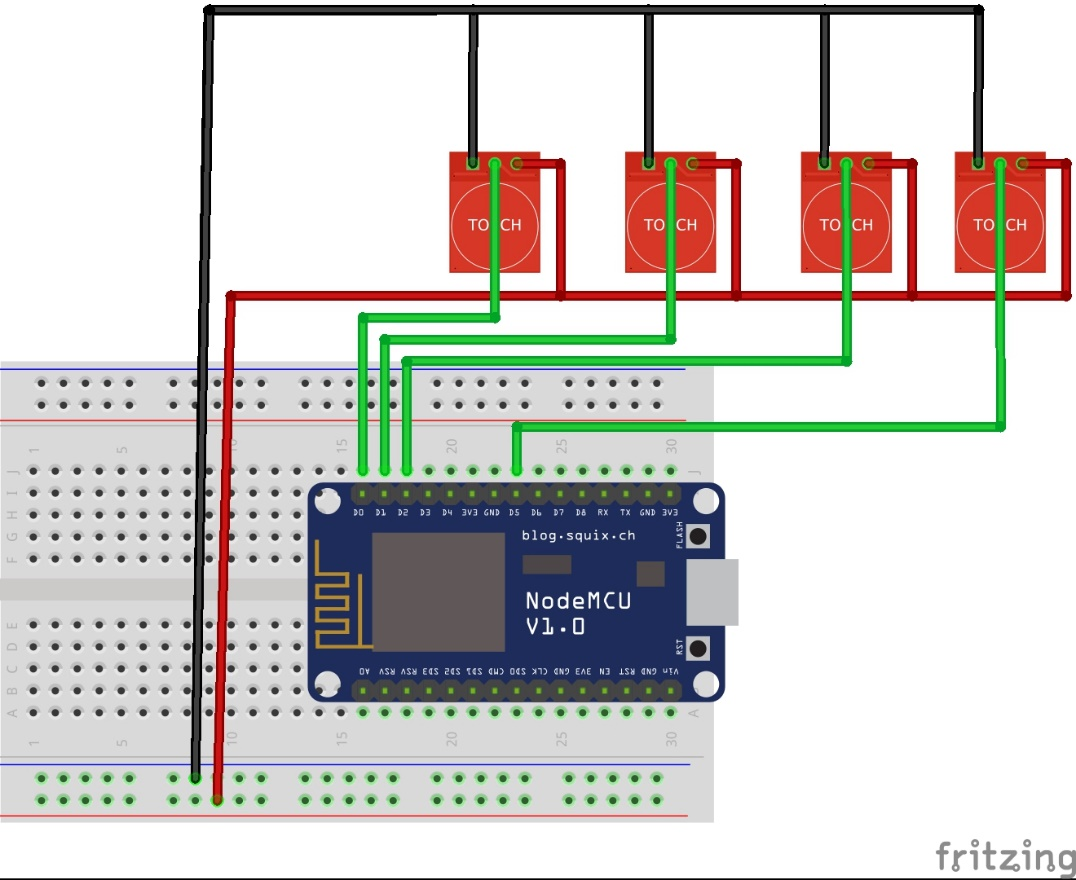 TOUCH TOUCH TOUCH TOUCH
1 5 10 15 20 25 30
J J
I
H
G
F
D0 D1 D2 D3 D4 3V3 GND D5 D6 D7 D8 RX TX GND 3V3
blog.squix.ch
FLASH
NodeMCU
V1.0
RST
E
D
C
B
A A
A0 RSV RSV SD3 SD2 SD1 CMD SD0 CLK GND 3V3 EN RST GND Vin
1 5 10 15 20 25 30
fritzing